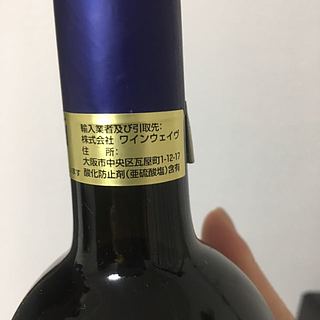 輸入業者及び引取先:
株式会社 ワインウェイヴ
住 所:
大阪市中央区瓦屋町1-12-17
ます 酸化防止剤(亜硫酸塩)含有